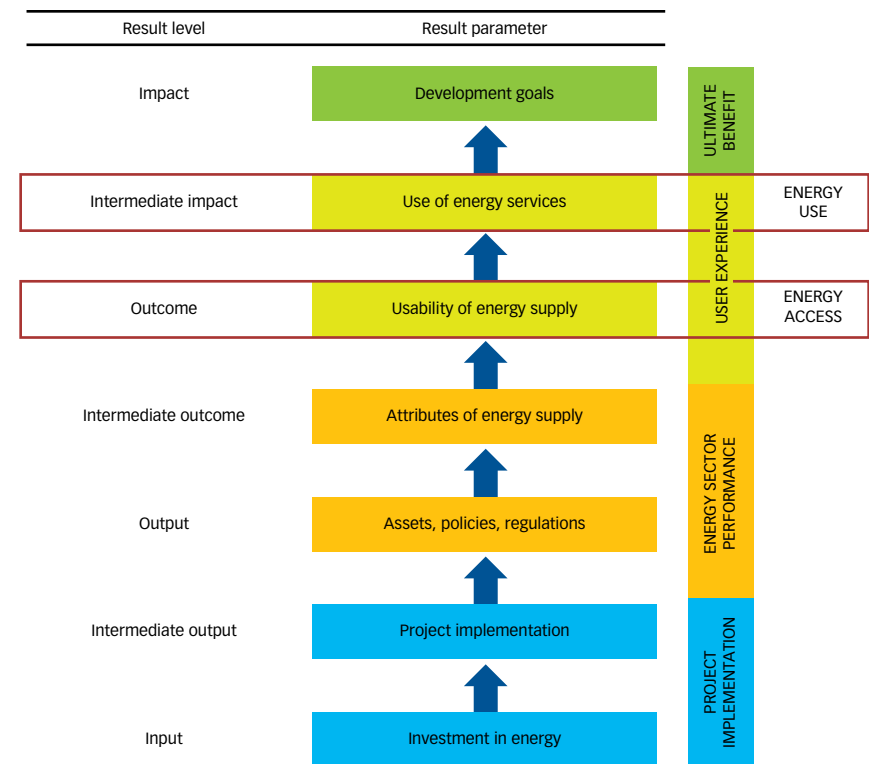 Result level
Result parameter
Impact
Development goals
ULTIMATE
BENEFIT
Intermediate impact
Use of energy services
ENERGY
USE
USER EXPERIENCE
Outcome
Usability of energy supply
ENERGY
ACCESS
Intermediate outcome
Attributes of energy supply
ENERGY SECTOR
PERFORMANCE
Output
Assets, policies, regulations
Intermediate output
Project implementation
PROJECT
IMPLEMENTATION
Input
Investment in energy